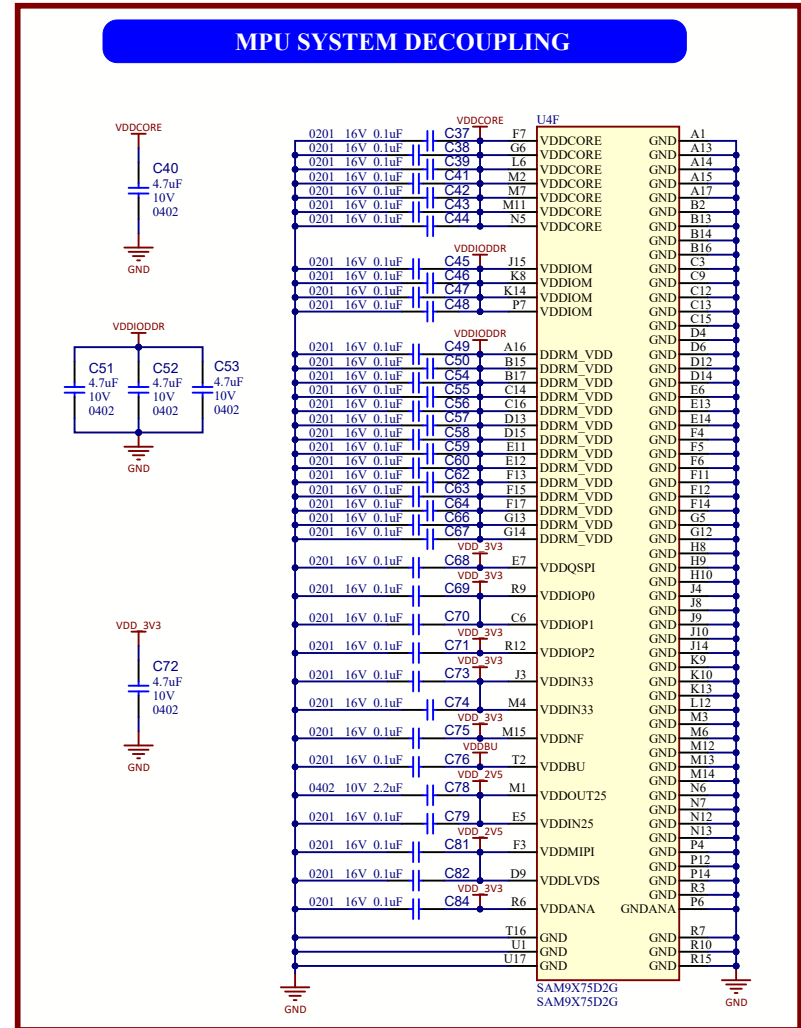 MPU SYSTEM DECOUPLING
VDDCORE
C40
4.7uF
10V
0402
GND
VDDIODDR
C51
4.7uF
10V
0402
C52
4.7uF
10V
0402
C53
4.7uF
10V
0402
GND
VDD_3V3
C72
4.7uF
10V
0402
GND
U4F
VDDCORE
0201 16V 0.1uF C37 F7 VDDCORE
0201 16V 0.1uF C38 G6 VDDCORE
0201 16V 0.1uF C39 L6 VDDCORE
0201 16V 0.1uF C41 M2 VDDCORE
0201 16V 0.1uF C42 M7 VDDCORE
0201 16V 0.1uF C43 M11 VDDCORE
0201 16V 0.1uF C44 N5 VDDCORE
VDDIODDR
0201 16V 0.1uF C45 J15 VDDIOM
0201 16V 0.1uF C46 K8 VDDIOM
0201 16V 0.1uF C47 K14 VDDIOM
0201 16V 0.1uF C48 P7 VDDIOM
VDDIODDR
0201 16V 0.1uF C49 A16 DDRM_VDD
0201 16V 0.1uF C50 B15 DDRM_VDD
0201 16V 0.1uF C54 B17 DDRM_VDD
0201 16V 0.1uF C55 C14 DDRM_VDD
0201 16V 0.1uF C56 C16 DDRM_VDD
0201 16V 0.1uF C57 D13 DDRM_VDD
0201 16V 0.1uF C58 D15 DDRM_VDD
0201 16V 0.1uF C59 E11 DDRM_VDD
0201 16V 0.1uF C60 E12 DDRM_VDD
0201 16V 0.1uF C62 F13 DDRM_VDD
0201 16V 0.1uF C63 F15 DDRM_VDD
0201 16V 0.1uF C64 F17 DDRM_VDD
0201 16V 0.1uF C66 G13 DDRM_VDD
0201 16V 0.1uF C67 G14 DDRM_VDD
VDD_3V3
0201 16V 0.1uF C68 E7 VDDQSPI
VDD_3V3
0201 16V 0.1uF C69 R9 VDDIOP0
0201 16V 0.1uF C70 C6 VDDIOP1
VDD_3V3
0201 16V 0.1uF C71 R12 VDDIOP2
VDD_3V3
0201 16V 0.1uF C73 J3 VDDIN33
0201 16V 0.1uF C74 M4 VDDIN33
VDD_3V3
0201 16V 0.1uF C75 M15 VDDNF
VDDBU
0201 16V 0.1uF C76 T2 VDDBU
VDD_2V5
0402 10V 2.2uF C78 M1 VDDOUT25
0201 16V 0.1uF C79 E5 VDDIN25
VDD_2V5
0201 16V 0.1uF C81 F3 VDDMIPI
0201 16V 0.1uF C82 D9 VDDLVDS
VDD_3V3
0201 16V 0.1uF C84 R6 VDDANA
T16 GND
U1 GND
U17 GND
GND
GND A1
GND A13
GND A14
GND A15
GND A17
GND B2
GND B13
GND B14
GND B16
GND C3
GND C9
GND C12
GND C13
GND C15
GND D4
GND D6
GND D12
GND D14
GND E6
GND E13
GND E14
GND F4
GND F5
GND F6
GND F11
GND F12
GND F14
GND G5
GND G12
GND H8
GND H9
GND H10
GND J4
GND J8
GND J9
GND J10
GND J14
GND K9
GND K10
GND K13
GND L12
GND M3
GND M6
GND M12
GND M13
GND M14
GND N6
GND N7
GND N12
GND N13
GND P4
GND P12
GND P14
GND R3
GNDANA P6
GND R7
GND R10
GND R15
GND
SAM9X75D2G
SAM9X75D2G